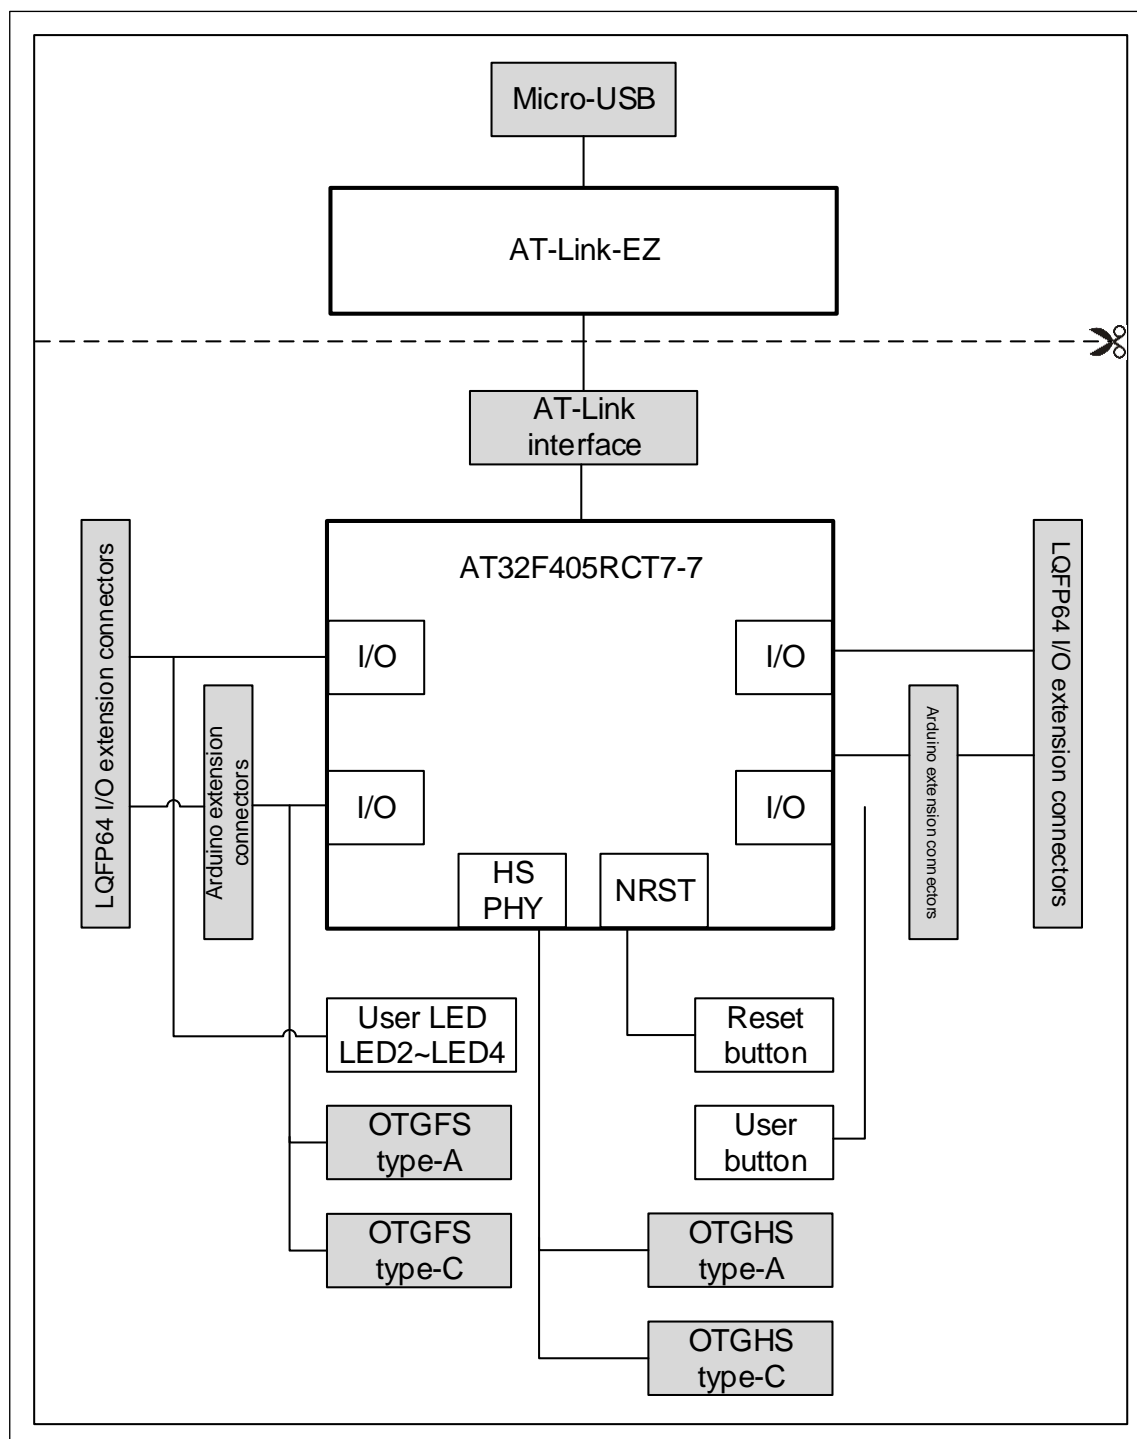 Micro-USB
AT-Link-EZ
AT-Link
interface
AT32F405RCT7-7
LQFP64 I/O extension connectors
Arduino extension
connectors
I/O
I/O
I/O
I/O
Arduino extension connectors
LQFP64 I/O extension connectors
HS
PHY
NRST
User LED
LED2~LED4
Reset
button
OTGFS
type-A
User
button
OTGFS
type-C
OTGHS
type-A
OTGHS
type-C